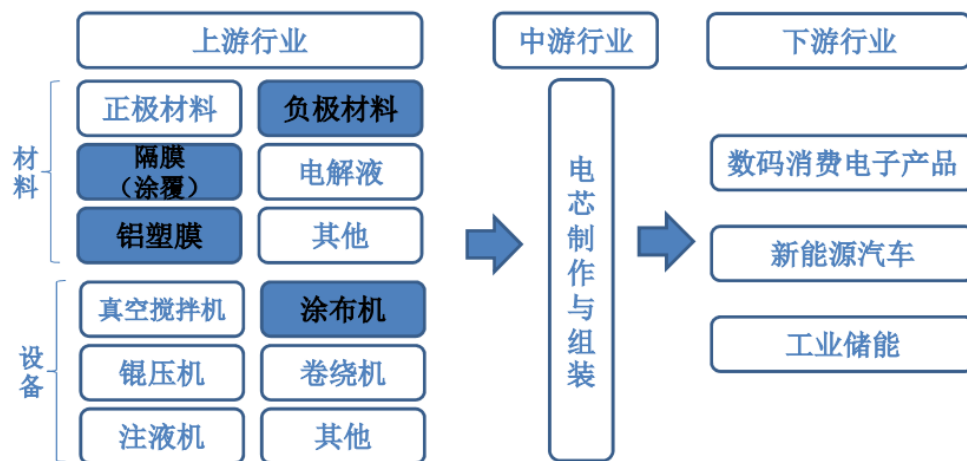 上游行业
中游行业
下游行业
材料
正极材料
负极材料
隔膜
（涂覆）
电解液
铝塑膜
其他
设备
真空搅拌机
涂布机
锟压机
卷绕机
注液机
其他
电芯制作与组装
数码消费电子产品
新能源汽车
工业储能